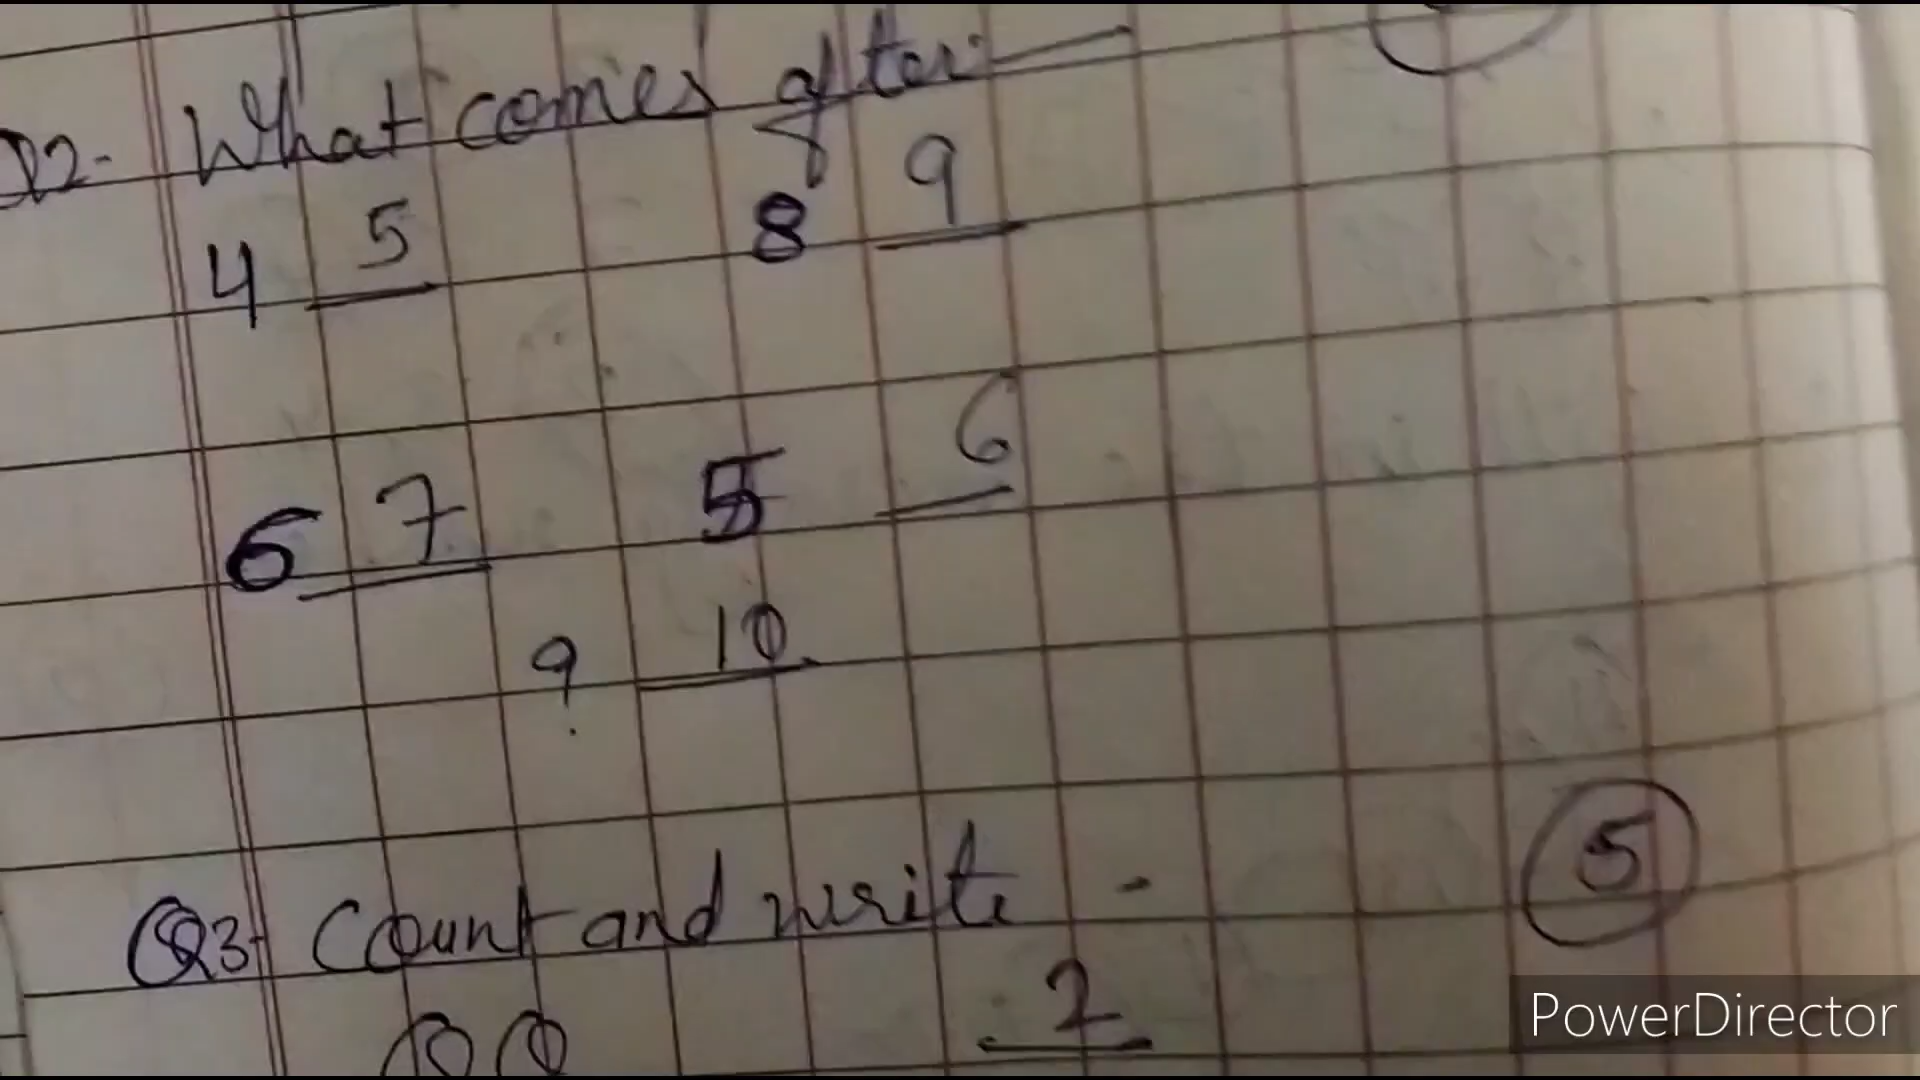 Q2- What comes after:-
4 5 8 9
6 7 5 6
9 10
Q3- Count and write - 5
2
PowerDirector